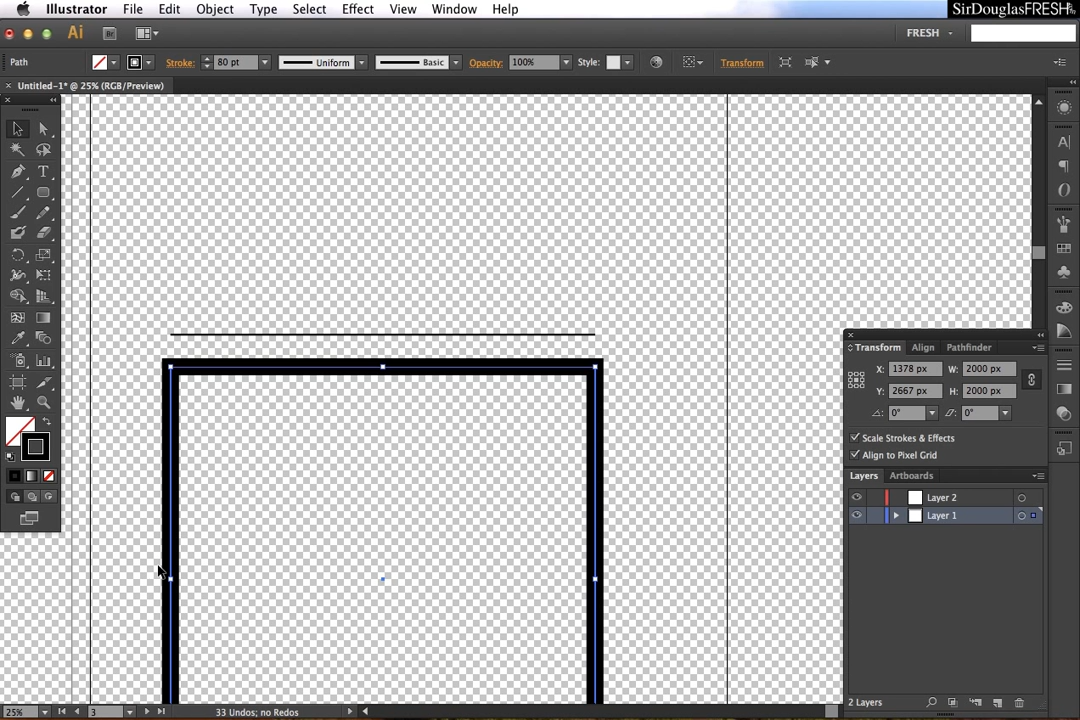 Illustrator File Edit Object Type Select Effect View Window Help
SirDouglasFRESH
Ai Br FRESH
Path Stroke: 80 pt Uniform Basic Opacity: 100% Style: Transform
Untitled-1* @ 25% (RGB/Preview)
Transform Align Pathfinder
X: 1378 px W: 2000 px
Y: 2667 px H: 2000 px
0° 0°
Scale Strokes & Effects
Align to Pixel Grid
Layers Artboards
Layer 2
Layer 1
2 Layers
25% 3 33 Undos; no Redos